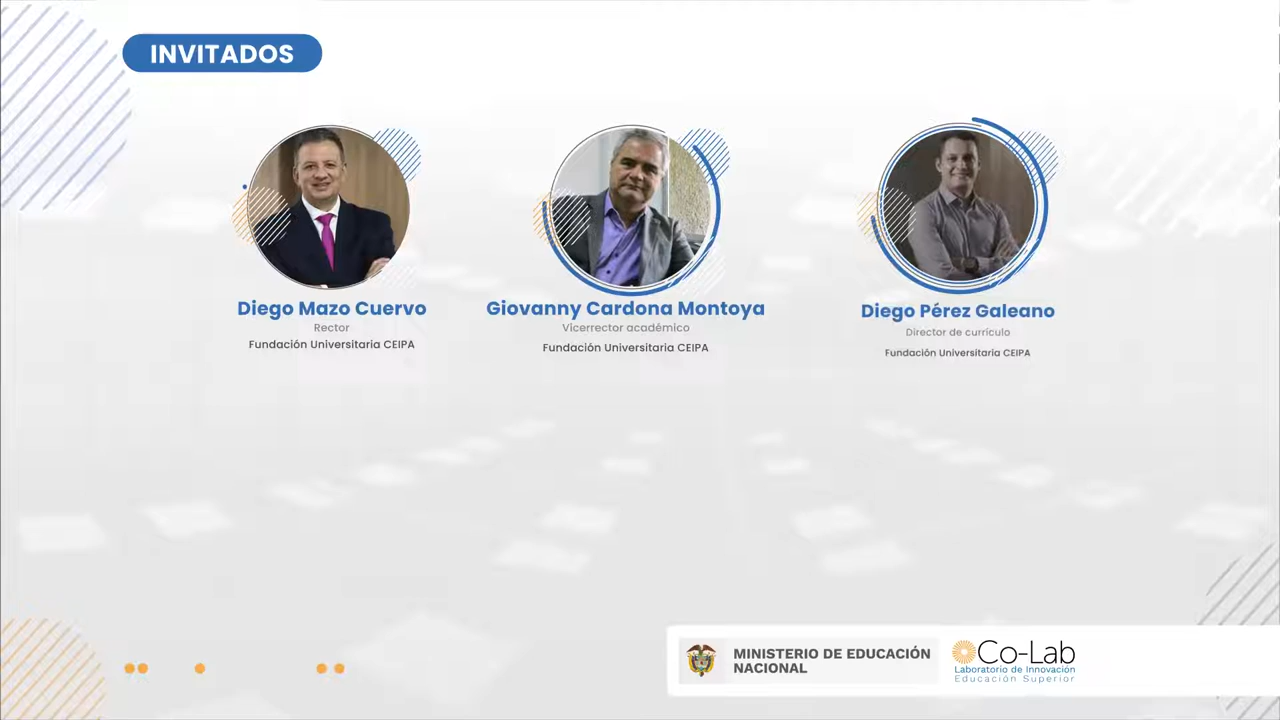 INVITADOS
Diego Mazo Cuervo
Rector
Fundación Universitaria CEIPA
Giovanny Cardona Montoya
Vicerrector académico
Fundación Universitaria CEIPA
Diego Pérez Galeano
Director de currículo
Fundación Universitaria CEIPA
MINISTERIO DE EDUCACIÓN
NACIONAL
Co-Lab
Laboratorio de Innovación
Educación Superior